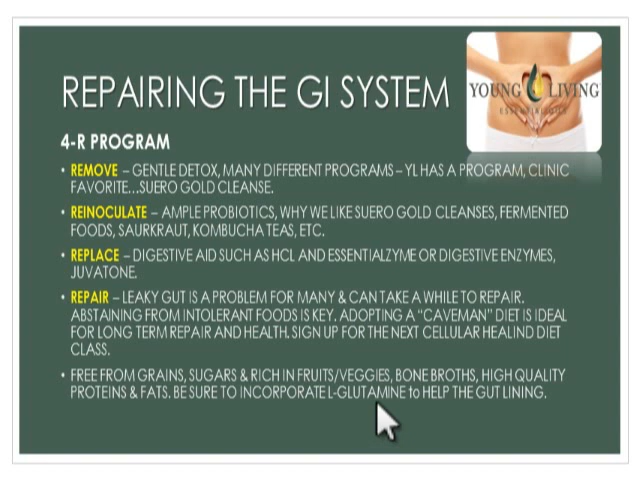 REPAIRING THE GI SYSTEM
YOUNG LIVING
ESSENTIAL OILS
4-R PROGRAM
• REMOVE – GENTLE DETOX, MANY DIFFERENT PROGRAMS – YL HAS A PROGRAM, CLINIC
FAVORITE...SUERO GOLD CLEANSE.
• REINOCULATE – AMPLE PROBIOTICS, WHY WE LIKE SUERO GOLD CLEANSES, FERMENTED
FOODS, SAURKRAUT, KOMBUCHA TEAS, ETC.
• REPLACE – DIGESTIVE AID SUCH AS HCL AND ESSENTIALZYME OR DIGESTIVE ENZYMES,
JUVATONE.
• REPAIR – LEAKY GUT IS A PROBLEM FOR MANY & CAN TAKE A WHILE TO REPAIR.
ABSTAINING FROM INTOLERANT FOODS IS KEY. ADOPTING A "CAVEMAN" DIET IS IDEAL
FOR LONG TERM REPAIR AND HEALTH. SIGN UP FOR THE NEXT CELLULAR HEALIND DIET
CLASS.
• FREE FROM GRAINS, SUGARS & RICH IN FRUITS/VEGGIES, BONE BROTHS, HIGH QUALITY
PROTEINS & FATS. BE SURE TO INCORPORATE L-GLUTAMINE to HELP THE GUT LINING.